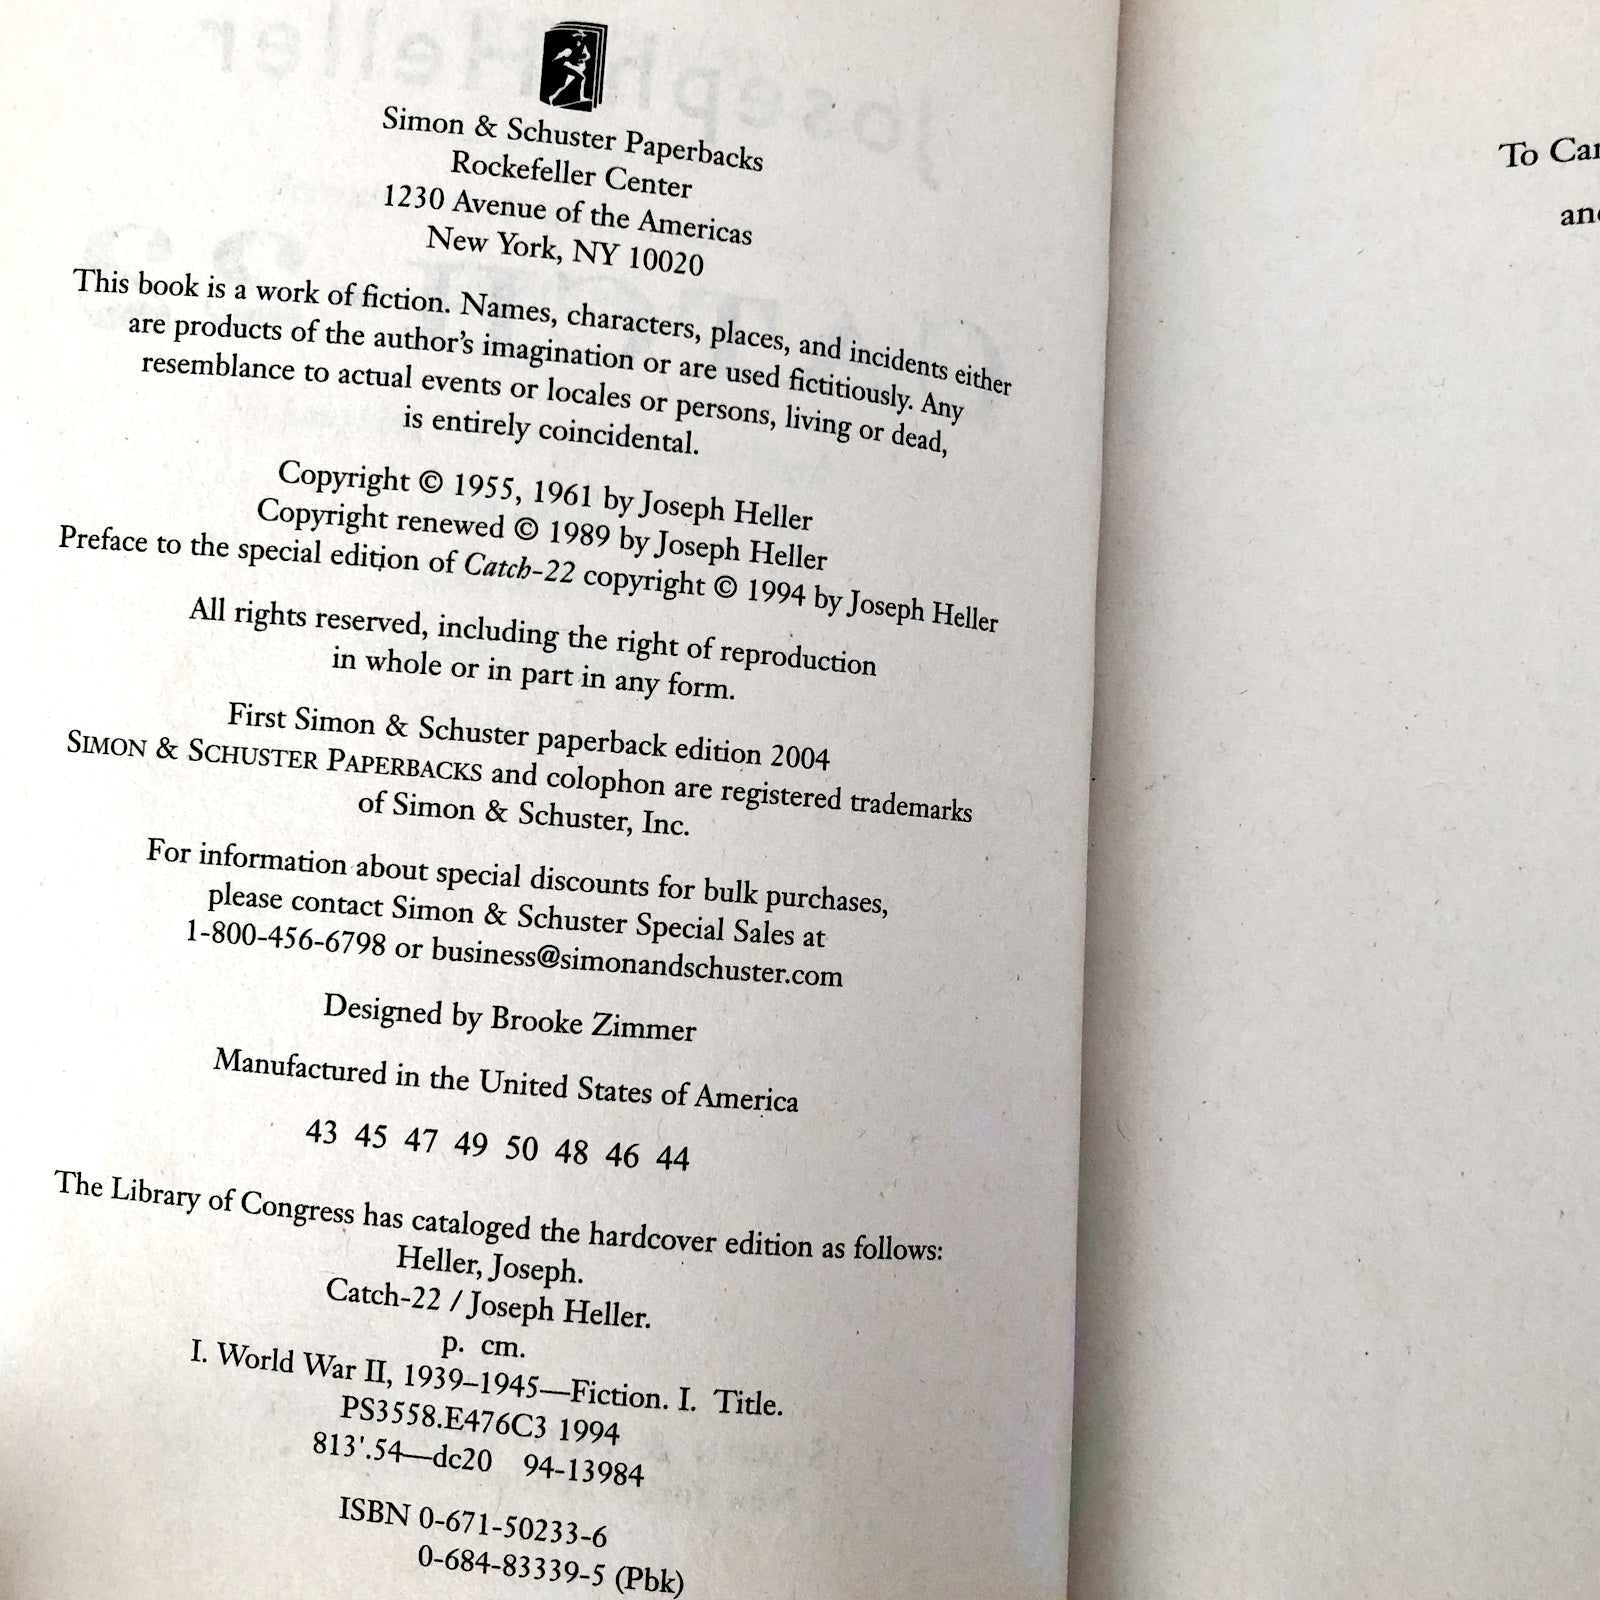 Simon & Schuster Paperbacks
Rockefeller Center
1230 Avenue of the Americas
New York, NY 10020
This book is a work of fiction. Names, characters, places, and incidents either
are products of the author's imagination or are used fictitiously. Any
resemblance to actual events or locales or persons, living or dead,
is entirely coincidental.
Copyright © 1955, 1961 by Joseph Heller
Copyright renewed © 1989 by Joseph Heller
Preface to the special edition of Catch-22 copyright © 1994 by Joseph Heller
All rights reserved, including the right of reproduction
in whole or in part in any form.
First Simon & Schuster paperback edition 2004
SIMON & SCHUSTER PAPERBACKS and colophon are registered trademarks
of Simon & Schuster, Inc.
For information about special discounts for bulk purchases,
please contact Simon & Schuster Special Sales at
1-800-456-6798 or business@simonandschuster.com
Designed by Brooke Zimmer
Manufactured in the United States of America
43 45 47 49 50 48 46 44
The Library of Congress has cataloged the hardcover edition as follows:
Heller, Joseph.
Catch-22 / Joseph Heller.
p. cm.
I. World War II, 1939–1945—Fiction. I. Title.
PS3558.E476C3 1994
813'.54—dc20 94-13984
ISBN 0-671-50233-6
0-684-83339-5 (Pbk)
To